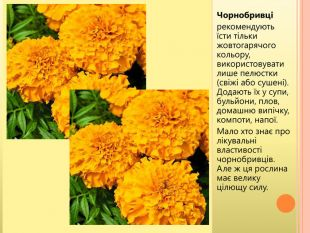 Чорнобривці
рекомендують
їсти тільки
жовтогарячого
кольору,
використовувати
лише пелюстки
(свіжі або сушені).
Додають їх у супи,
бульйони, плов,
домашню випічку,
компоти, напої.
Мало хто знає про
лікувальні
властивості
чорнобривців.
Але ж ця рослина
має велику
цілющу силу.